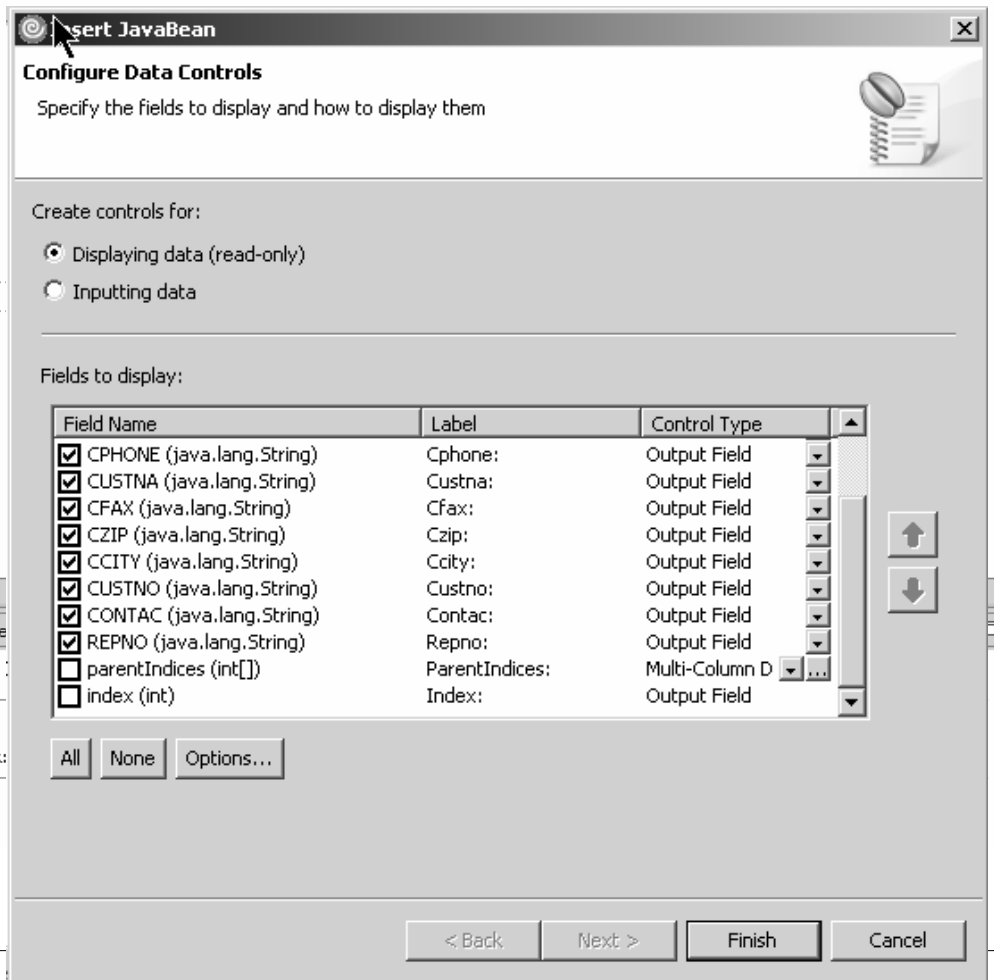 Insert JavaBean
Configure Data Controls
Specify the fields to display and how to display them
Create controls for:
Displaying data (read-only)
Inputting data
Fields to display:
Field Name Label Control Type
CPHONE (java.lang.String) Cphone: Output Field
CUSTNA (java.lang.String) Custna: Output Field
CFAX (java.lang.String) Cfax: Output Field
CZIP (java.lang.String) Czip: Output Field
CCITY (java.lang.String) Ccity: Output Field
CUSTNO (java.lang.String) Custno: Output Field
CONTAC (java.lang.String) Contac: Output Field
REPNO (java.lang.String) Repno: Output Field
parentIndices (int[]) ParentIndices: Multi-Column D ...
index (int) Index: Output Field
All None Options...
< Back Next > Finish Cancel